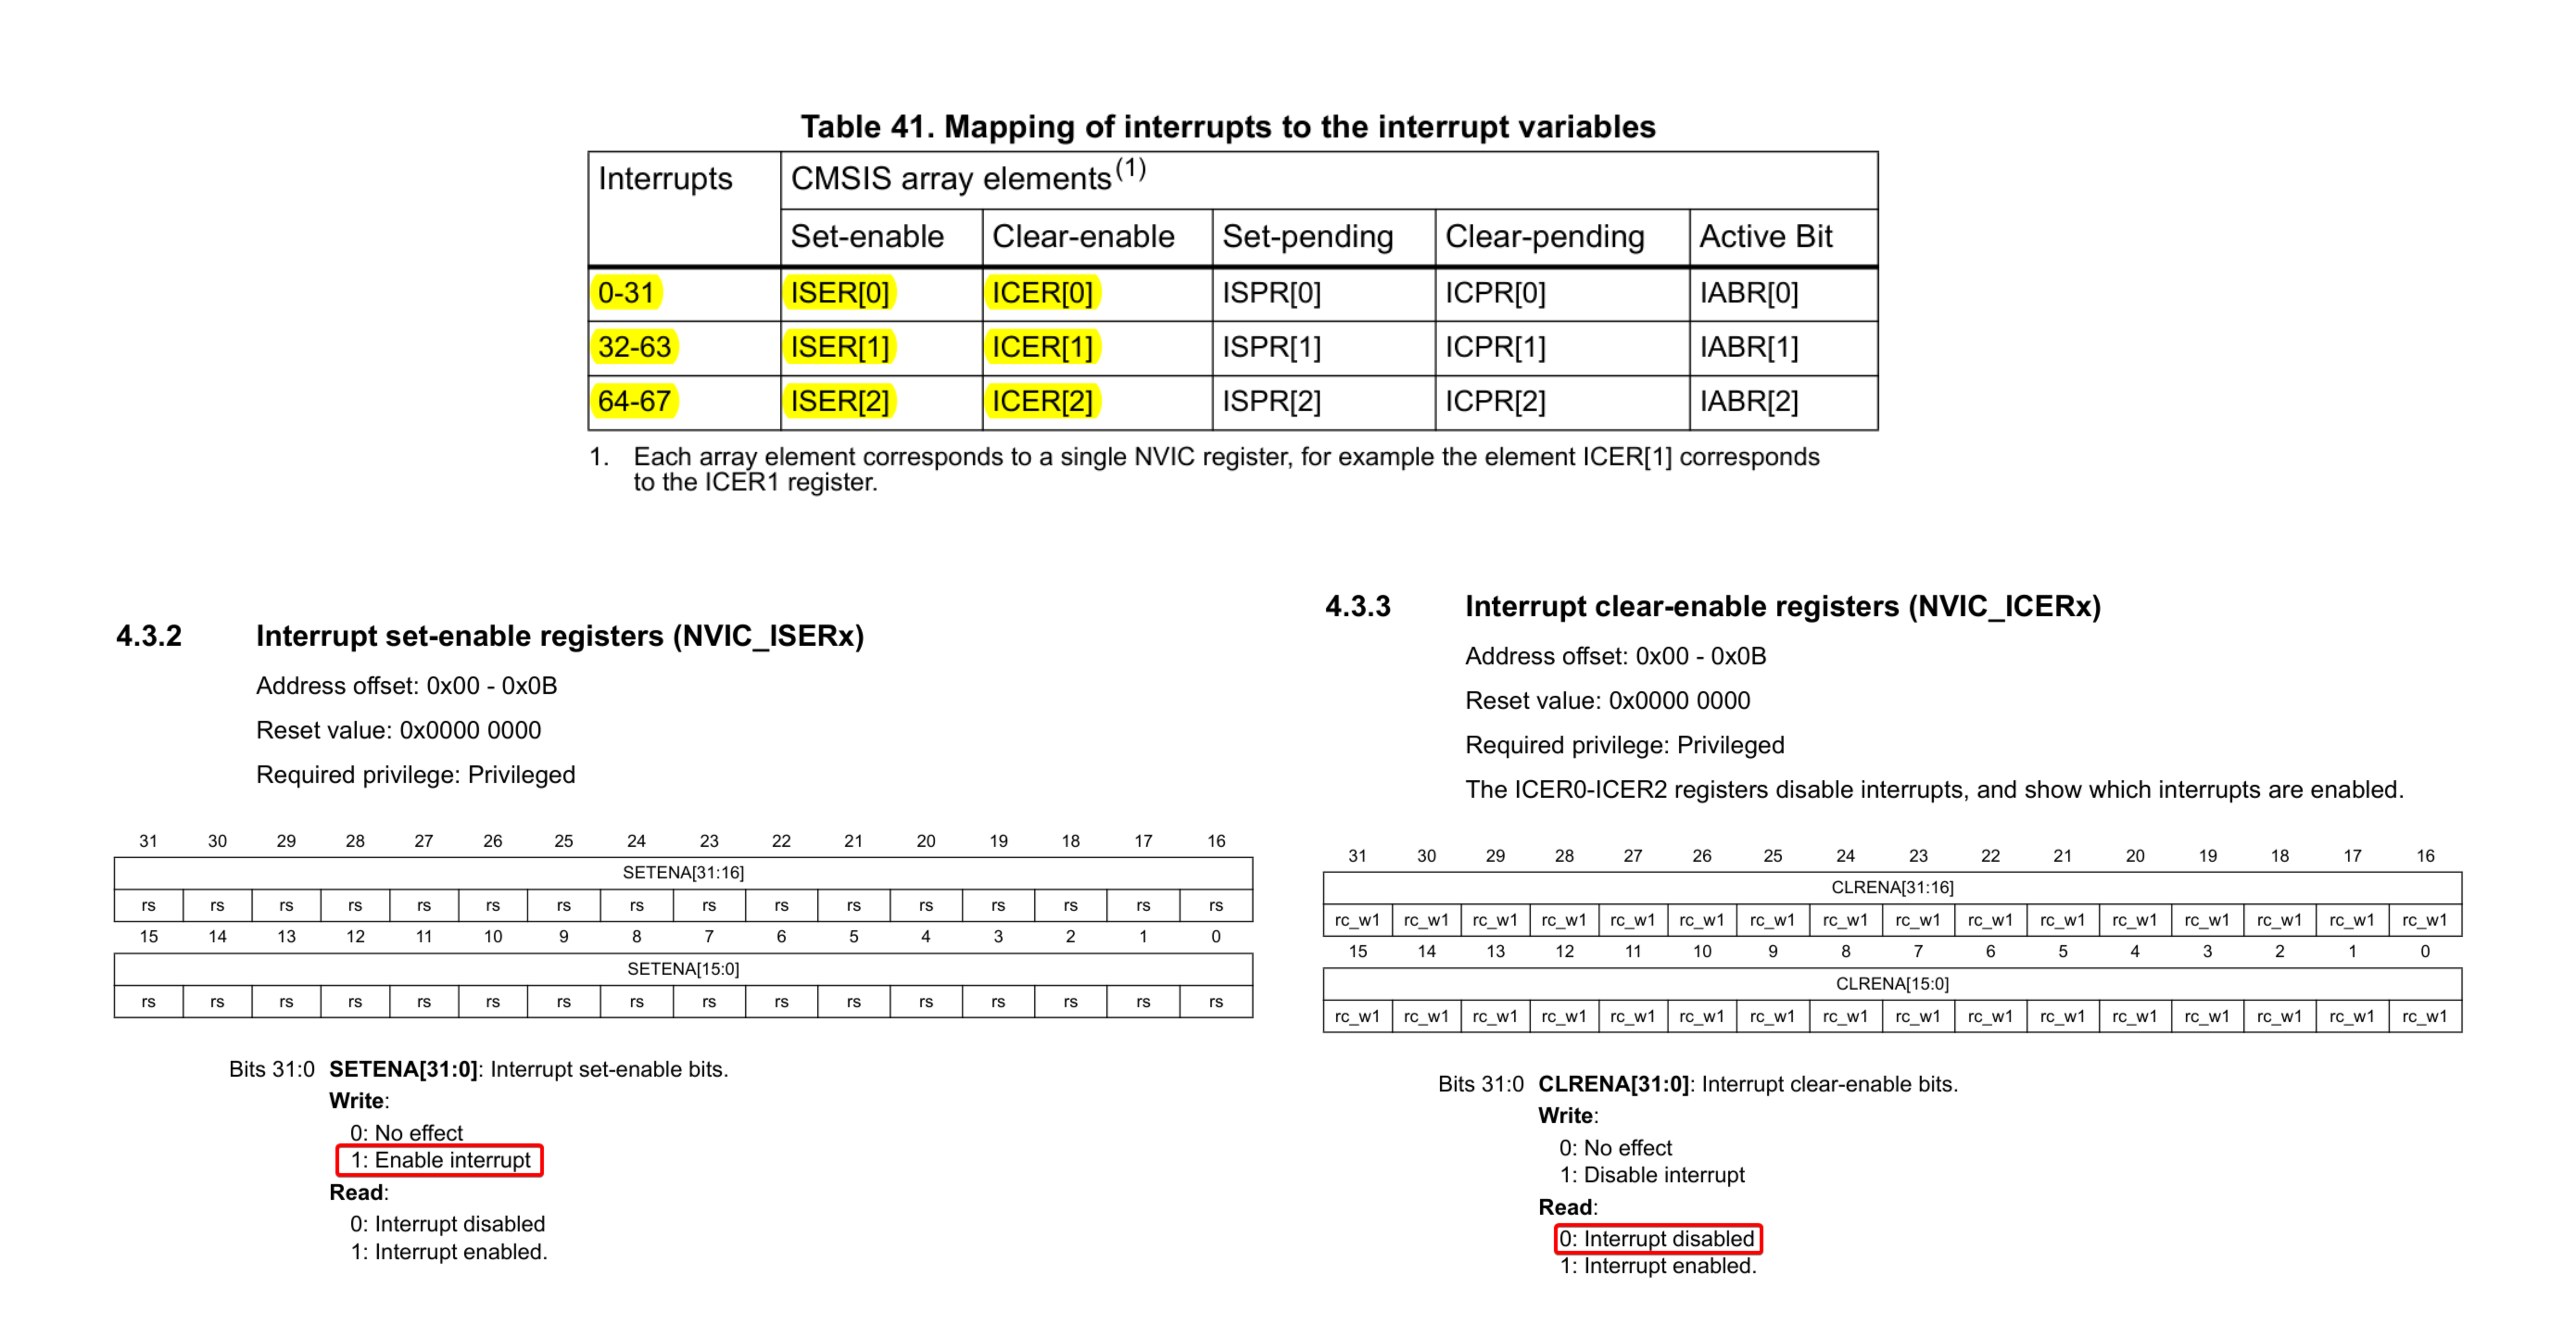 Table 41. Mapping of interrupts to the interrupt variables
Interrupts CMSIS array elements(1)
Set-enable Clear-enable Set-pending Clear-pending Active Bit
0-31 ISER[0] ICER[0] ISPR[0] ICPR[0] IABR[0]
32-63 ISER[1] ICER[1] ISPR[1] ICPR[1] IABR[1]
64-67 ISER[2] ICER[2] ISPR[2] ICPR[2] IABR[2]
1. Each array element corresponds to a single NVIC register, for example the element ICER[1] corresponds
to the ICER1 register.
4.3.2 Interrupt set-enable registers (NVIC_ISERx)
Address offset: 0x00 - 0x0B
Reset value: 0x0000 0000
Required privilege: Privileged
31 30 29 28 27 26 25 24 23 22 21 20 19 18 17 16
SETENA[31:16]
rs rs rs rs rs rs rs rs rs rs rs rs rs rs rs rs
15 14 13 12 11 10 9 8 7 6 5 4 3 2 1 0
SETENA[15:0]
rs rs rs rs rs rs rs rs rs rs rs rs rs rs rs rs
Bits 31:0 SETENA[31:0]: Interrupt set-enable bits.
Write:
0: No effect
1: Enable interrupt
Read:
0: Interrupt disabled
1: Interrupt enabled.
4.3.3 Interrupt clear-enable registers (NVIC_ICERx)
Address offset: 0x00 - 0x0B
Reset value: 0x0000 0000
Required privilege: Privileged
The ICER0-ICER2 registers disable interrupts, and show which interrupts are enabled.
31 30 29 28 27 26 25 24 23 22 21 20 19 18 17 16
CLRENA[31:16]
rc_w1 rc_w1 rc_w1 rc_w1 rc_w1 rc_w1 rc_w1 rc_w1 rc_w1 rc_w1 rc_w1 rc_w1 rc_w1 rc_w1 rc_w1 rc_w1
15 14 13 12 11 10 9 8 7 6 5 4 3 2 1 0
CLRENA[15:0]
rc_w1 rc_w1 rc_w1 rc_w1 rc_w1 rc_w1 rc_w1 rc_w1 rc_w1 rc_w1 rc_w1 rc_w1 rc_w1 rc_w1 rc_w1 rc_w1
Bits 31:0 CLRENA[31:0]: Interrupt clear-enable bits.
Write:
0: No effect
1: Disable interrupt
Read:
0: Interrupt disabled
1: Interrupt enabled.